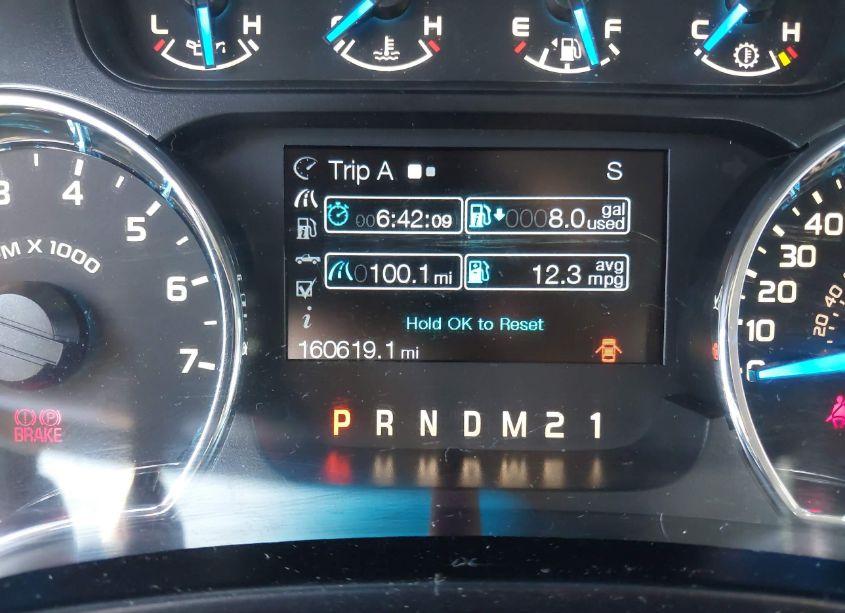 L H
C H
E F
C H
3 4 5 6 7
M X 1000
Trip A S
006:42:09
0008.0 gal used
0100.1 mi
12.3 avg mpg
Hold OK to Reset
160619.1 mi
i
P R N D M 2 1
(!) (P)
BRAKE
40
30
20
10
0
20 40